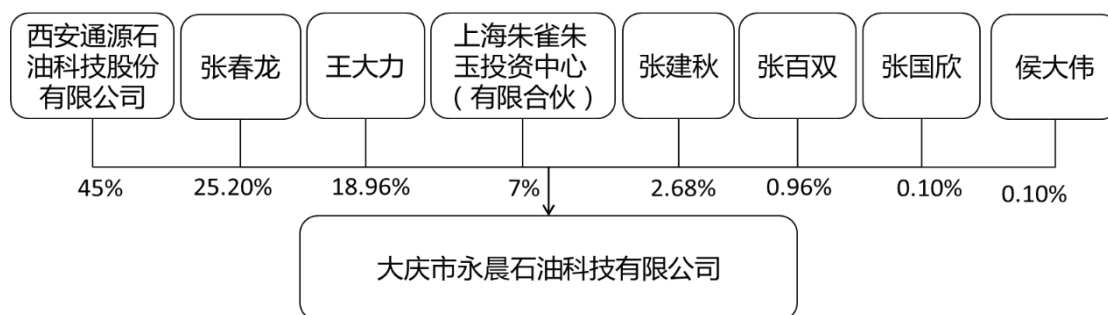 西安通源石
油科技股份
有限公司
张春龙
王大力
上海朱雀朱
玉投资中心
（有限合伙）
张建秋
张百双
张国欣
侯大伟
45%
25.20%
18.96%
7%
2.68%
0.96%
0.10%
0.10%
大庆市永晨石油科技有限公司